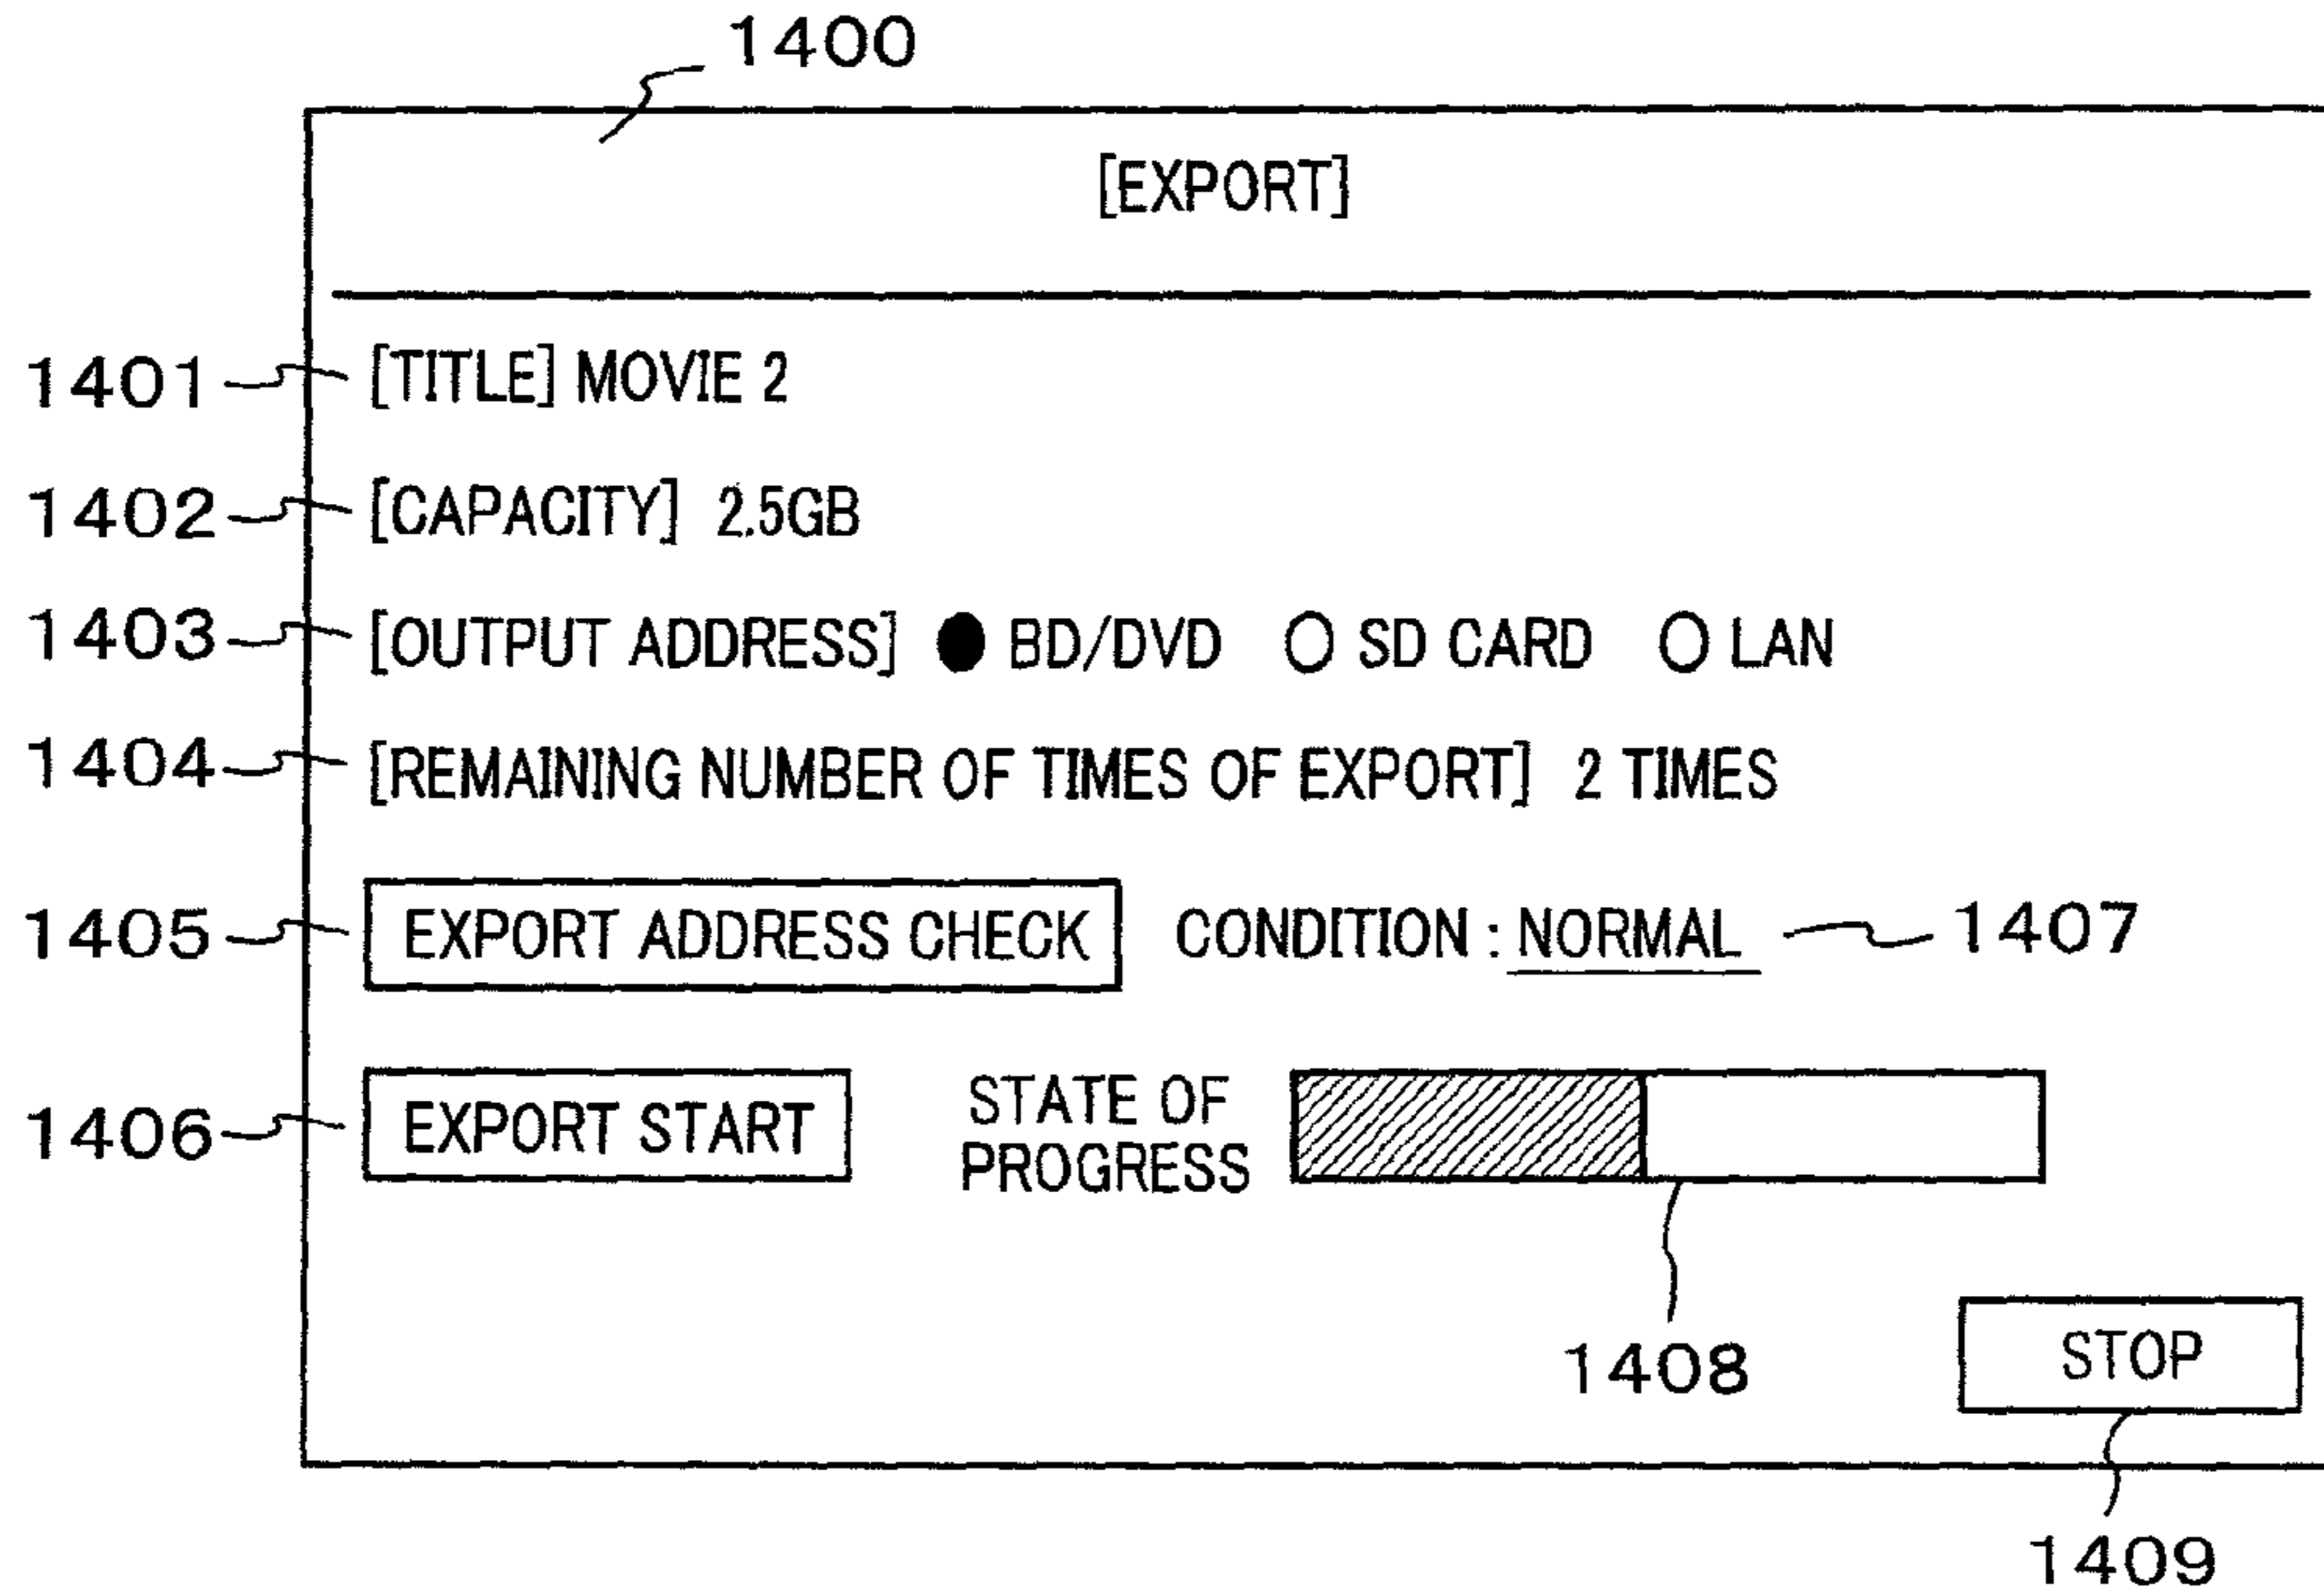 1400
[EXPORT]
1401 [TITLE] MOVIE 2
1402 [CAPACITY] 2.5GB
1403 [OUTPUT ADDRESS] ● BD/DVD ○ SD CARD ○ LAN
1404 [REMAINING NUMBER OF TIMES OF EXPORT] 2 TIMES
1405 EXPORT ADDRESS CHECK CONDITION : NORMAL 1407
1406 EXPORT START STATE OF
PROGRESS
1408
STOP
1409